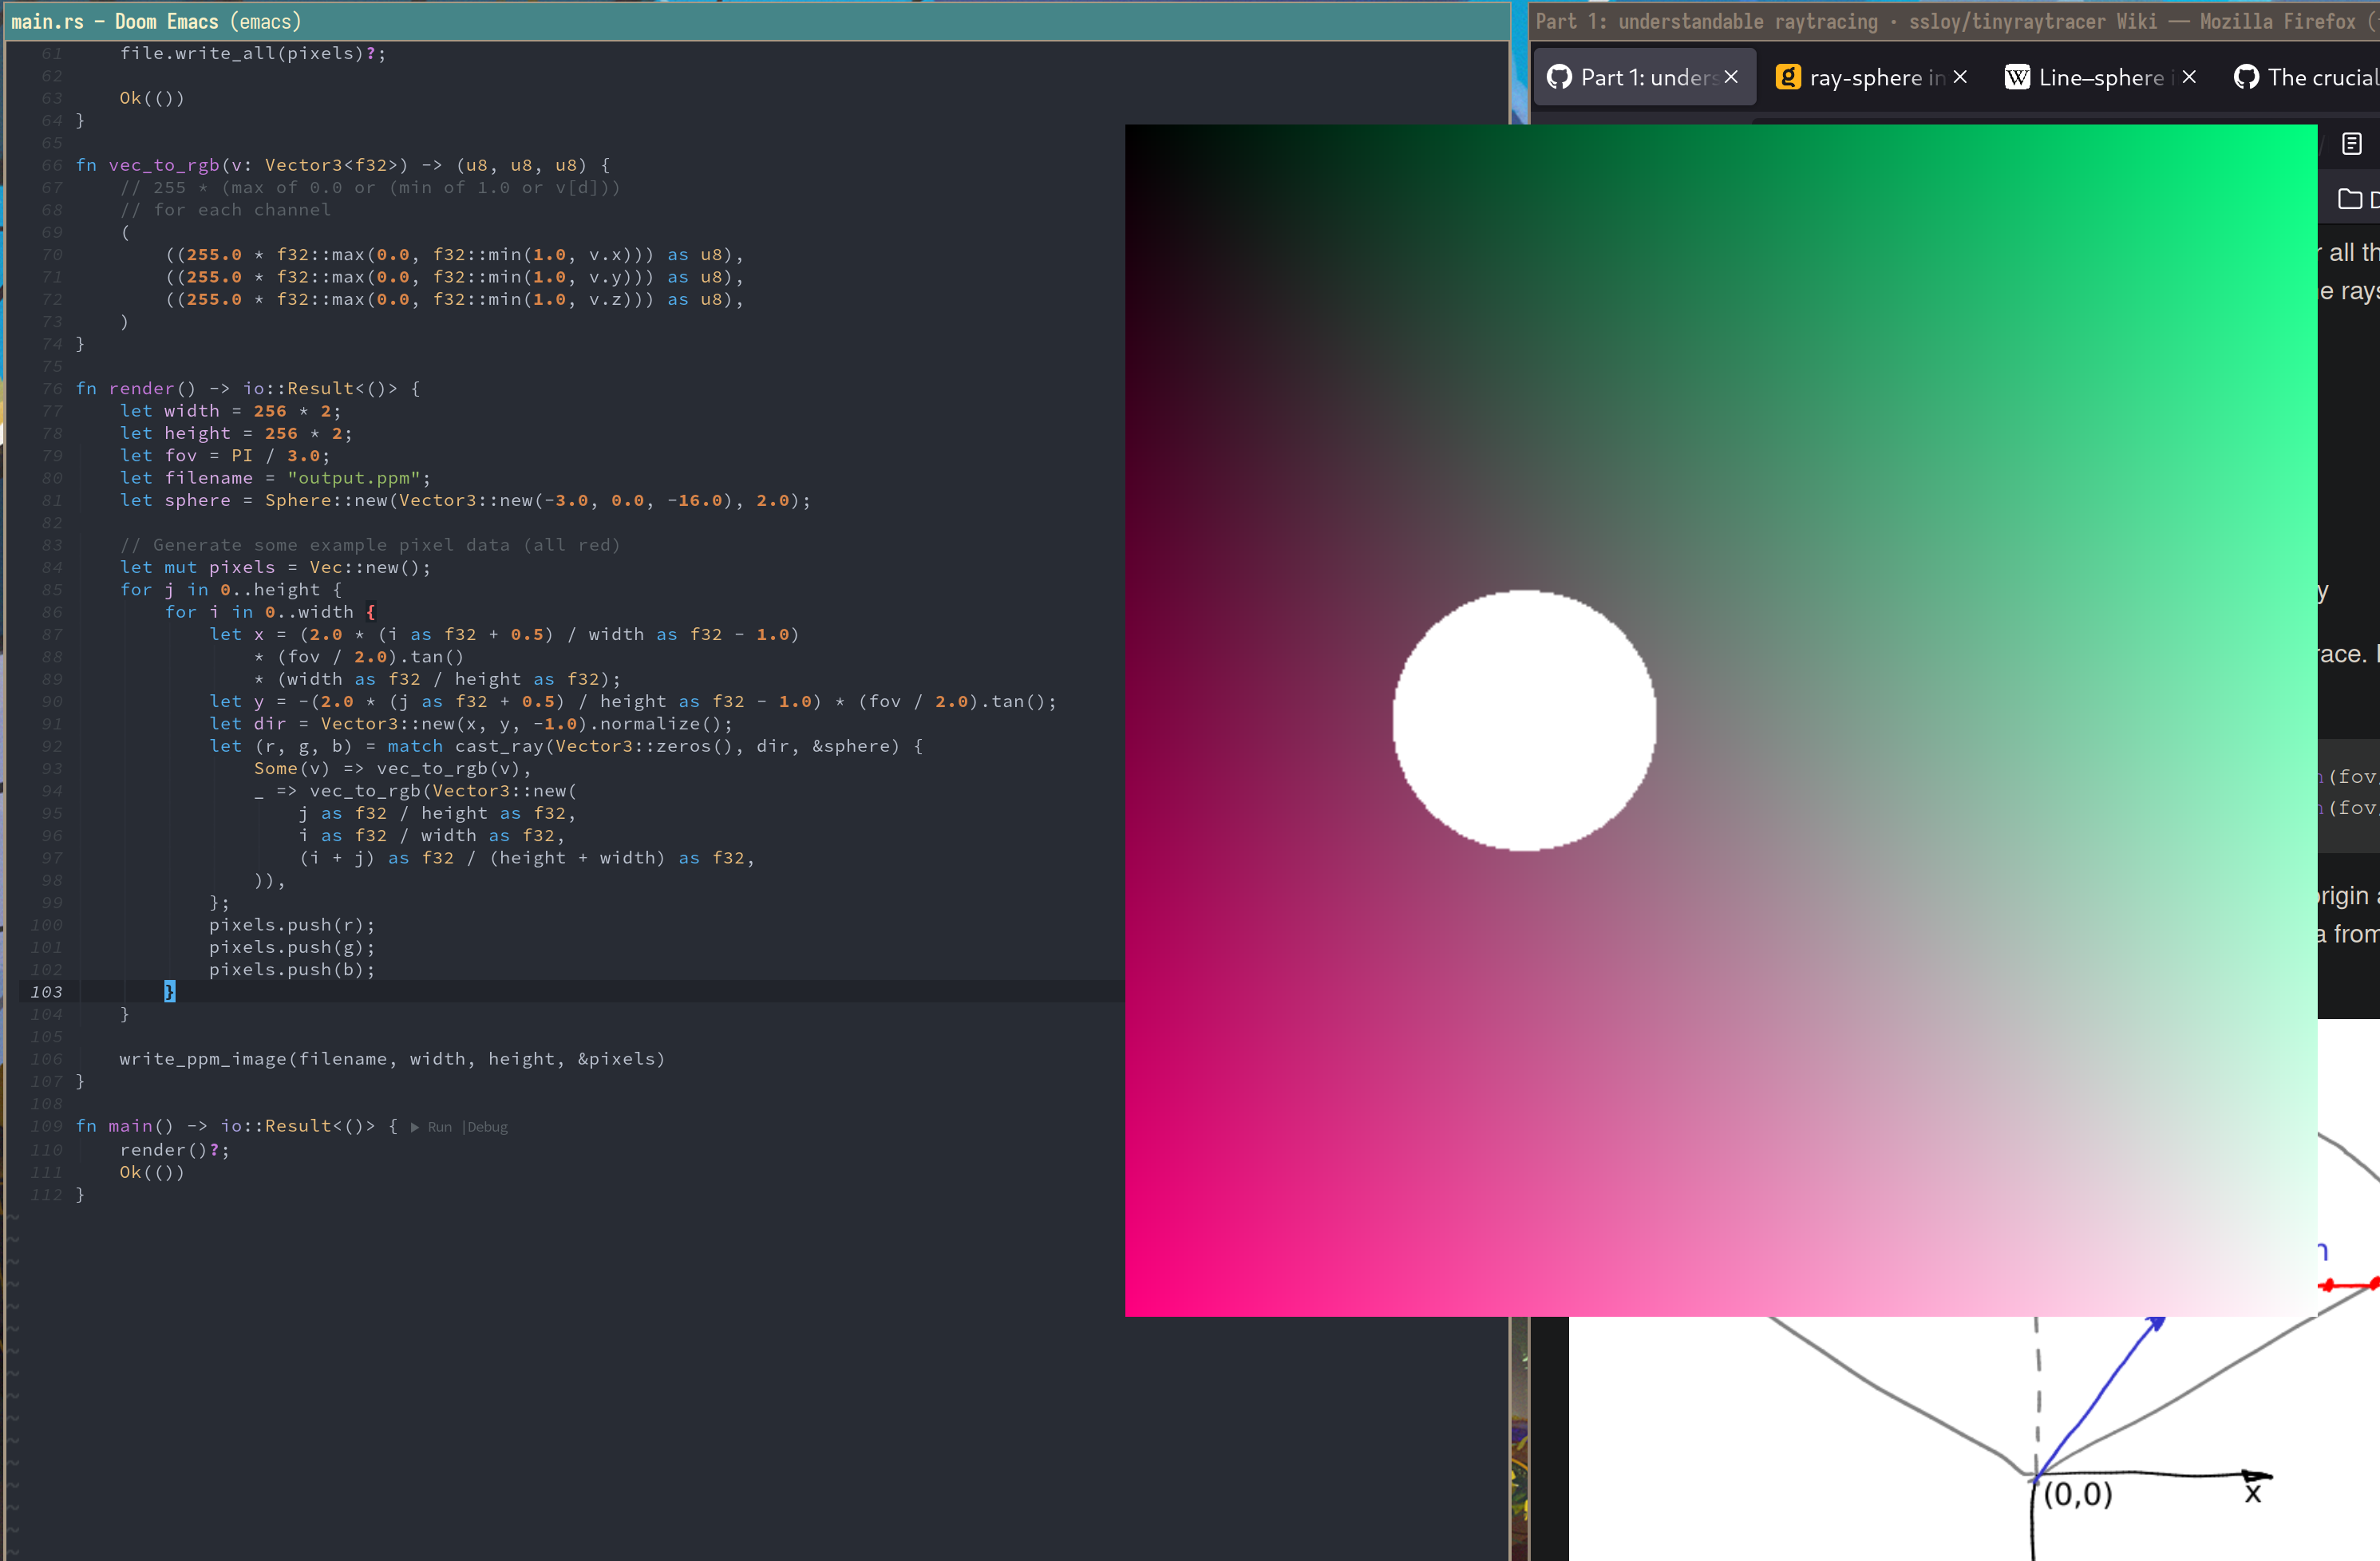 main.rs – Doom Emacs (emacs)
61 file.write_all(pixels)?;
62
63 Ok(())
64 }
65
66 fn vec_to_rgb(v: Vector3<f32>) -> (u8, u8, u8) {
67 // 255 * (max of 0.0 or (min of 1.0 or v[d]))
68 // for each channel
69 (
70 ((255.0 * f32::max(0.0, f32::min(1.0, v.x))) as u8),
71 ((255.0 * f32::max(0.0, f32::min(1.0, v.y))) as u8),
72 ((255.0 * f32::max(0.0, f32::min(1.0, v.z))) as u8),
73 )
74 }
75
76 fn render() -> io::Result<()> {
77 let width = 256 * 2;
78 let height = 256 * 2;
79 let fov = PI / 3.0;
80 let filename = "output.ppm";
81 let sphere = Sphere::new(Vector3::new(-3.0, 0.0, -16.0), 2.0);
82
83 // Generate some example pixel data (all red)
84 let mut pixels = Vec::new();
85 for j in 0..height {
86 for i in 0..width {
87 let x = (2.0 * (i as f32 + 0.5) / width as f32 - 1.0)
88 * (fov / 2.0).tan()
89 * (width as f32 / height as f32);
90 let y = -(2.0 * (j as f32 + 0.5) / height as f32 - 1.0) * (fov / 2.0).tan();
91 let dir = Vector3::new(x, y, -1.0).normalize();
92 let (r, g, b) = match cast_ray(Vector3::zeros(), dir, &sphere) {
93 Some(v) => vec_to_rgb(v),
94 _ => vec_to_rgb(Vector3::new(
95 j as f32 / height as f32,
96 i as f32 / width as f32,
97 (i + j) as f32 / (height + width) as f32,
98 )),
99 };
100 pixels.push(r);
101 pixels.push(g);
102 pixels.push(b);
103 }
104 }
105
106 write_ppm_image(filename, width, height, &pixels)
107 }
108
109 fn main() -> io::Result<()> { ▶ Run |Debug
110 render()?;
111 Ok(())
112 }
Part 1: understandable raytracing · ssloy/tinyraytracer Wiki — Mozilla Firefox (
Part 1: unders
ray-sphere in
Line–sphere i
The crucial
all th
e rays
y
race.
(fov
(fov
origin a
a from
n
(0,0)
x